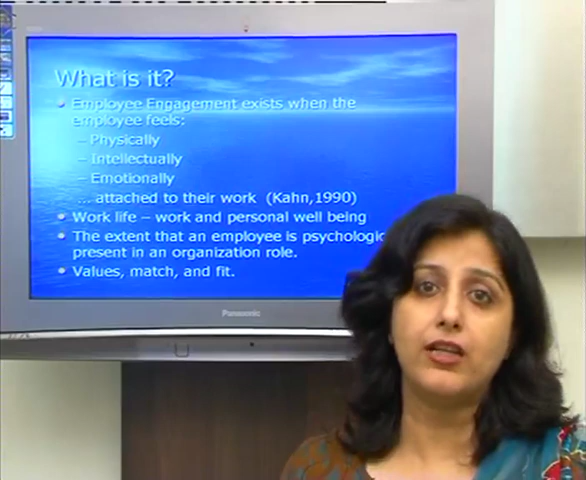 What is it?
Employee Engagement exists when the
employee feels:
– Physically
– Intellectually
– Emotionally
... attached to their work (Kahn,1990)
Work life – work and personal well being
The extent that an employee is psychologic
present in an organization role.
Values, match, and fit.
Panasonic